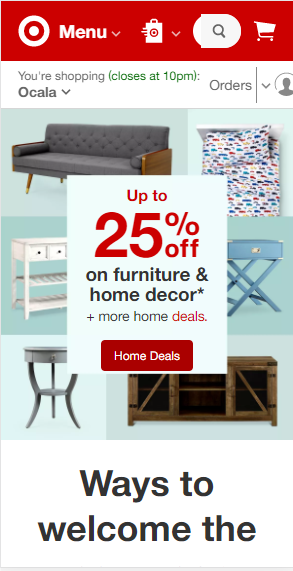 Menu
You're shopping (closes at 10pm):
Ocala
Orders
Up to
25% off
on furniture &
home decor*
+ more home deals.
Home Deals
Ways to
welcome the